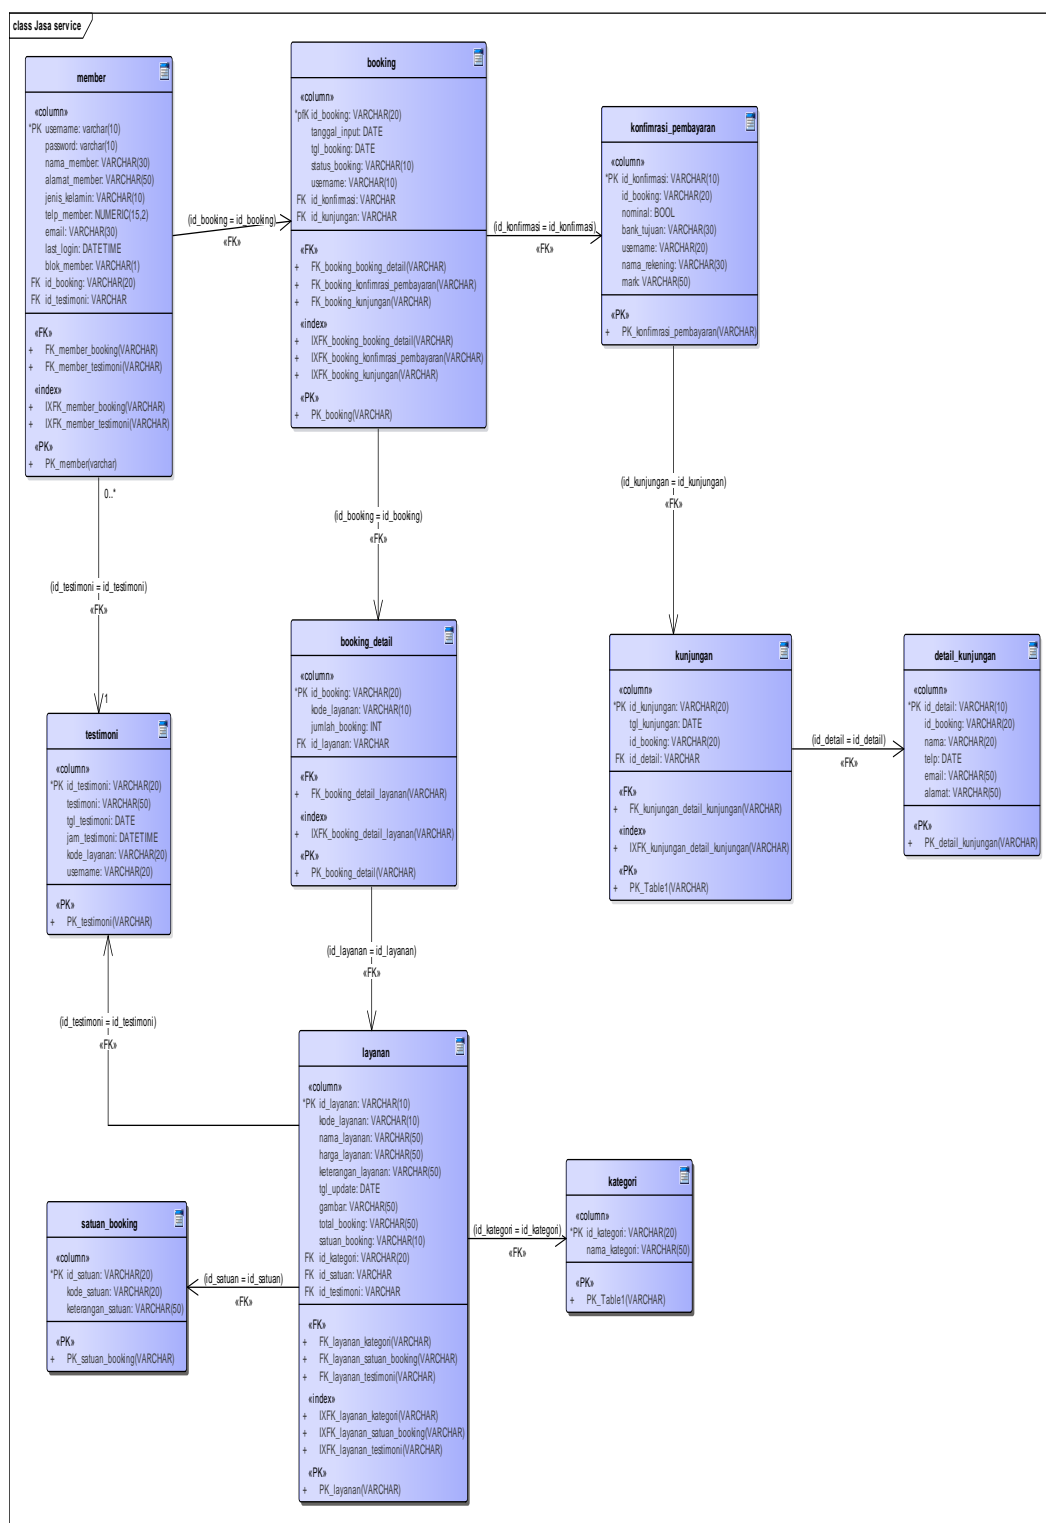 class Jasa service
member
«column»
*PK username: varchar(10)
password: varchar(10)
nama_member: VARCHAR(30)
alamat_member: VARCHAR(50)
jenis_kelamin: VARCHAR(10)
telp_member: NUMERIC(15,2)
email: VARCHAR(30)
last_login: DATETIME
blok_member: VARCHAR(1)
FK id_booking: VARCHAR(20)
FK id_testimoni: VARCHAR
«FK»
+ FK_member_booking(VARCHAR)
+ FK_member_testimoni(VARCHAR)
«index»
+ IXFK_member_booking(VARCHAR)
+ IXFK_member_testimoni(VARCHAR)
«PK»
+ PK_member(varchar)
(id_booking = id_booking)
«FK»
booking
«column»
*pfK id_booking: VARCHAR(20)
tanggal_input: DATE
tgl_booking: DATE
status_booking: VARCHAR(10)
username: VARCHAR(10)
FK id_konfirmasi: VARCHAR
FK id_kunjungan: VARCHAR
«FK»
+ FK_booking_booking_detail(VARCHAR)
+ FK_booking_konfimrasi_pembayaran(VARCHAR)
+ FK_booking_kunjungan(VARCHAR)
«index»
+ IXFK_booking_booking_detail(VARCHAR)
+ IXFK_booking_konfimrasi_pembayaran(VARCHAR)
+ IXFK_booking_kunjungan(VARCHAR)
«PK»
+ PK_booking(VARCHAR)
(id_konfirmasi = id_konfirmasi)
«FK»
konfimrasi_pembayaran
«column»
*PK id_konfirmasi: VARCHAR(10)
id_booking: VARCHAR(20)
nominal: BOOL
bank_tujuan: VARCHAR(30)
username: VARCHAR(20)
nama_rekening: VARCHAR(30)
mark: VARCHAR(50)
«PK»
+ PK_konfimrasi_pembayaran(VARCHAR)
0..*
(id_testimoni = id_testimoni)
«FK»
1
(id_booking = id_booking)
«FK»
(id_kunjungan = id_kunjungan)
«FK»
testimoni
«column»
*PK id_testimoni: VARCHAR(20)
testimoni: VARCHAR(50)
tgl_testimoni: DATE
jam_testimoni: DATETIME
kode_layanan: VARCHAR(20)
username: VARCHAR(20)
«PK»
+ PK_testimoni(VARCHAR)
booking_detail
«column»
*PK id_booking: VARCHAR(20)
kode_layanan: VARCHAR(10)
jumlah_booking: INT
FK id_layanan: VARCHAR
«FK»
+ FK_booking_detail_layanan(VARCHAR)
«index»
+ IXFK_booking_detail_layanan(VARCHAR)
«PK»
+ PK_booking_detail(VARCHAR)
kunjungan
«column»
*PK id_kunjungan: VARCHAR(20)
tgl_kunjungan: DATE
id_booking: VARCHAR(20)
FK id_detail: VARCHAR
«FK»
+ FK_kunjungan_detail_kunjungan(VARCHAR)
«index»
+ IXFK_kunjungan_detail_kunjungan(VARCHAR)
«PK»
+ PK_Table1(VARCHAR)
(id_detail = id_detail)
«FK»
detail_kunjungan
«column»
*PK id_detail: VARCHAR(10)
id_booking: VARCHAR(20)
nama: VARCHAR(20)
telp: DATE
email: VARCHAR(50)
alamat: VARCHAR(50)
«PK»
+ PK_detail_kunjungan(VARCHAR)
(id_layanan = id_layanan)
«FK»
(id_testimoni = id_testimoni)
«FK»
layanan
«column»
*PK id_layanan: VARCHAR(10)
kode_layanan: VARCHAR(10)
nama_layanan: VARCHAR(50)
harga_layanan: VARCHAR(50)
keterangan_layanan: VARCHAR(50)
tgl_update: DATE
gambar: VARCHAR(50)
total_booking: VARCHAR(50)
satuan_booking: VARCHAR(10)
FK id_kategori: VARCHAR(20)
FK id_satuan: VARCHAR
FK id_testimoni: VARCHAR
«FK»
+ FK_layanan_kategori(VARCHAR)
+ FK_layanan_satuan_booking(VARCHAR)
+ FK_layanan_testimoni(VARCHAR)
«index»
+ IXFK_layanan_kategori(VARCHAR)
+ IXFK_layanan_satuan_booking(VARCHAR)
+ IXFK_layanan_testimoni(VARCHAR)
«PK»
+ PK_layanan(VARCHAR)
satuan_booking
«column»
*PK id_satuan: VARCHAR(20)
kode_satuan: VARCHAR(20)
keterangan_satuan: VARCHAR(50)
«PK»
+ PK_satuan_booking(VARCHAR)
(id_satuan = id_satuan)
«FK»
(id_kategori = id_kategori)
«FK»
kategori
«column»
*PK id_kategori: VARCHAR(20)
nama_kategori: VARCHAR(50)
«PK»
+ PK_Table1(VARCHAR)